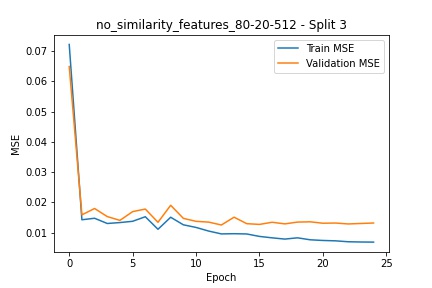 no_similarity_features_80-20-512 - Split 3
Train MSE
Validation MSE
MSE
0.07
0.06
0.05
0.04
0.03
0.02
0.01
0 5 10 15 20 25
Epoch